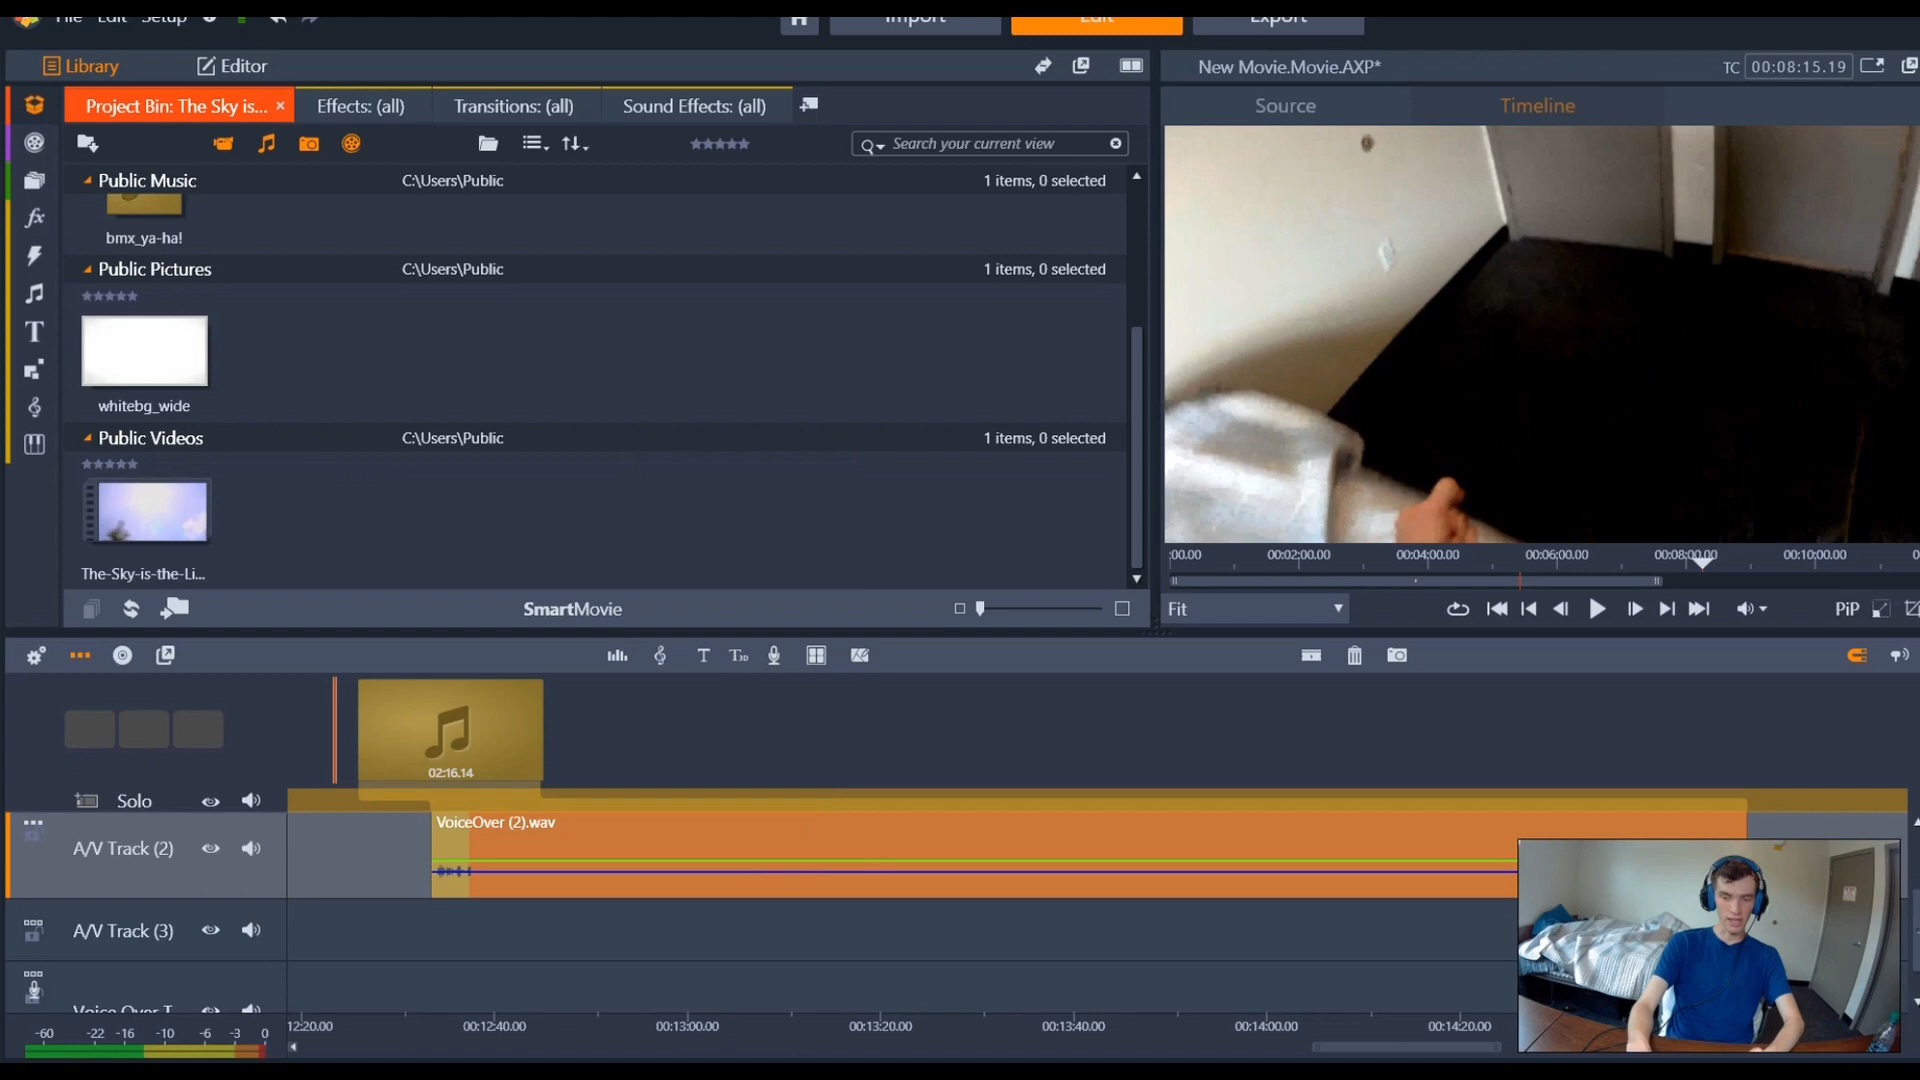 File Edit Setup
Import Edit Export
Library Editor
New Movie.Movie.AXP*
TC 00:08:15.19
Project Bin: The Sky is... × Effects: (all) Transitions: (all) Sound Effects: (all)
Source Timeline
Search your current view
Public Music C:\Users\Public 1 items, 0 selected
bmx_ya-ha!
Public Pictures C:\Users\Public 1 items, 0 selected
whitebg_wide
Public Videos C:\Users\Public 1 items, 0 selected
The-Sky-is-the-Li...
:00.00 00:02:00.00 00:04:00.00 00:06:00.00 00:08:00.00 00:10:00.00
SmartMovie
Fit
PiP
T T3D
02:16.14
Solo
VoiceOver (2).wav
A/V Track (2)
A/V Track (3)
Voice Over T
-60 -22 -16 -10 -6 -3 0
12:20.00 00:12:40.00 00:13:00.00 00:13:20.00 00:13:40.00 00:14:00.00 00:14:20.00